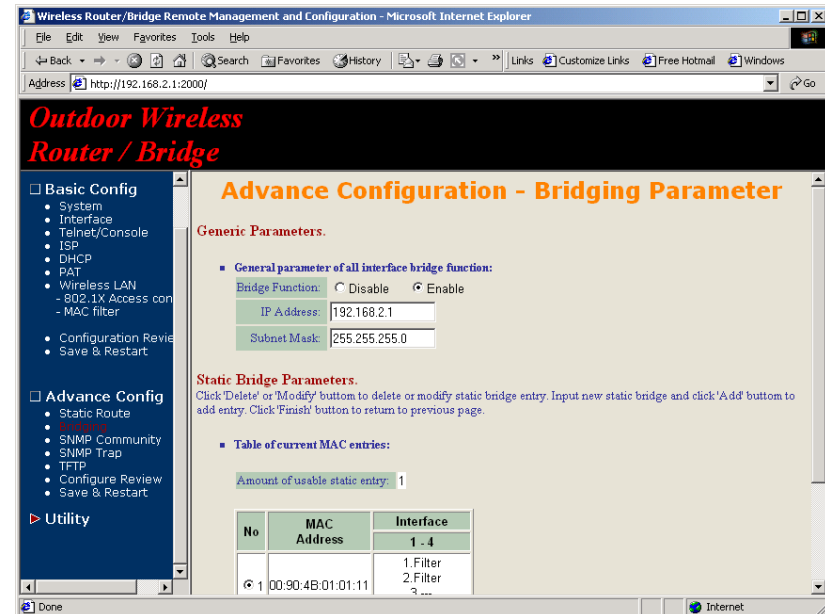 Wireless Router/Bridge Remote Management and Configuration - Microsoft Internet Explorer
File Edit View Favorites Tools Help
Back Search Favorites History » Links Customize Links Free Hotmail Windows
Address http://192.168.2.1:2000/ Go
Outdoor Wireless
Router / Bridge
Basic Config
System
Interface
Telnet/Console
ISP
DHCP
PAT
Wireless LAN
- 802.1X Access con
- MAC filter
Configuration Revie
Save & Restart
Advance Config
Static Route
Bridging
SNMP Community
SNMP Trap
TFTP
Configure Review
Save & Restart
Utility
Advance Configuration - Bridging Parameter
Generic Parameters.
General parameter of all interface bridge function:
Bridge Function: Disable Enable
IP Address: 192.168.2.1
Subnet Mask: 255.255.255.0
Static Bridge Parameters.
Click 'Delete' or 'Modify' buttom to delete or modify static bridge entry. Input new static bridge and click 'Add' buttom to
add entry. Click 'Finish' button to return to previous page.
Table of current MAC entries:
Amount of usable static entry: 1
No MAC Address Interface
1 - 4
1 00:90:4B:01:01:11 1.Filter
2.Filter
3.---
Done Internet